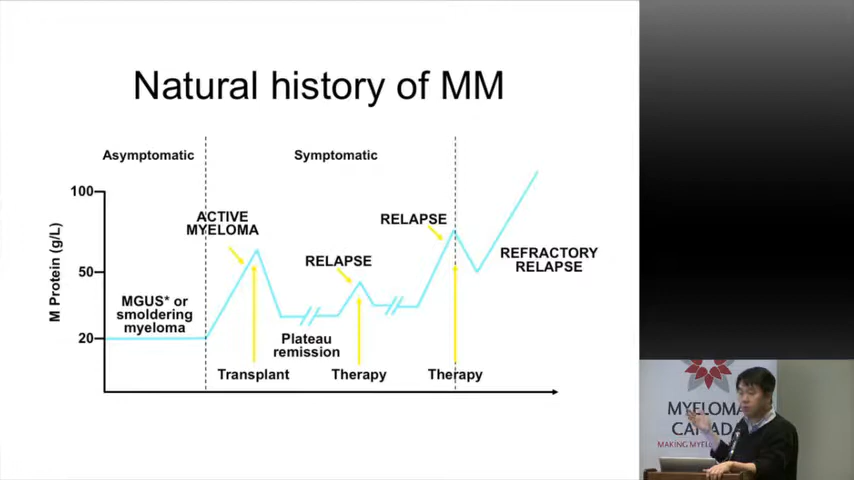 Natural history of MM
Asymptomatic
Symptomatic
100
50
20
M Protein (g/L)
MGUS* or
smoldering
myeloma
ACTIVE
MYELOMA
RELAPSE
RELAPSE
REFRACTORY
RELAPSE
Plateau
remission
Transplant
Therapy
Therapy
MYELOMA
CANADA
MAKING